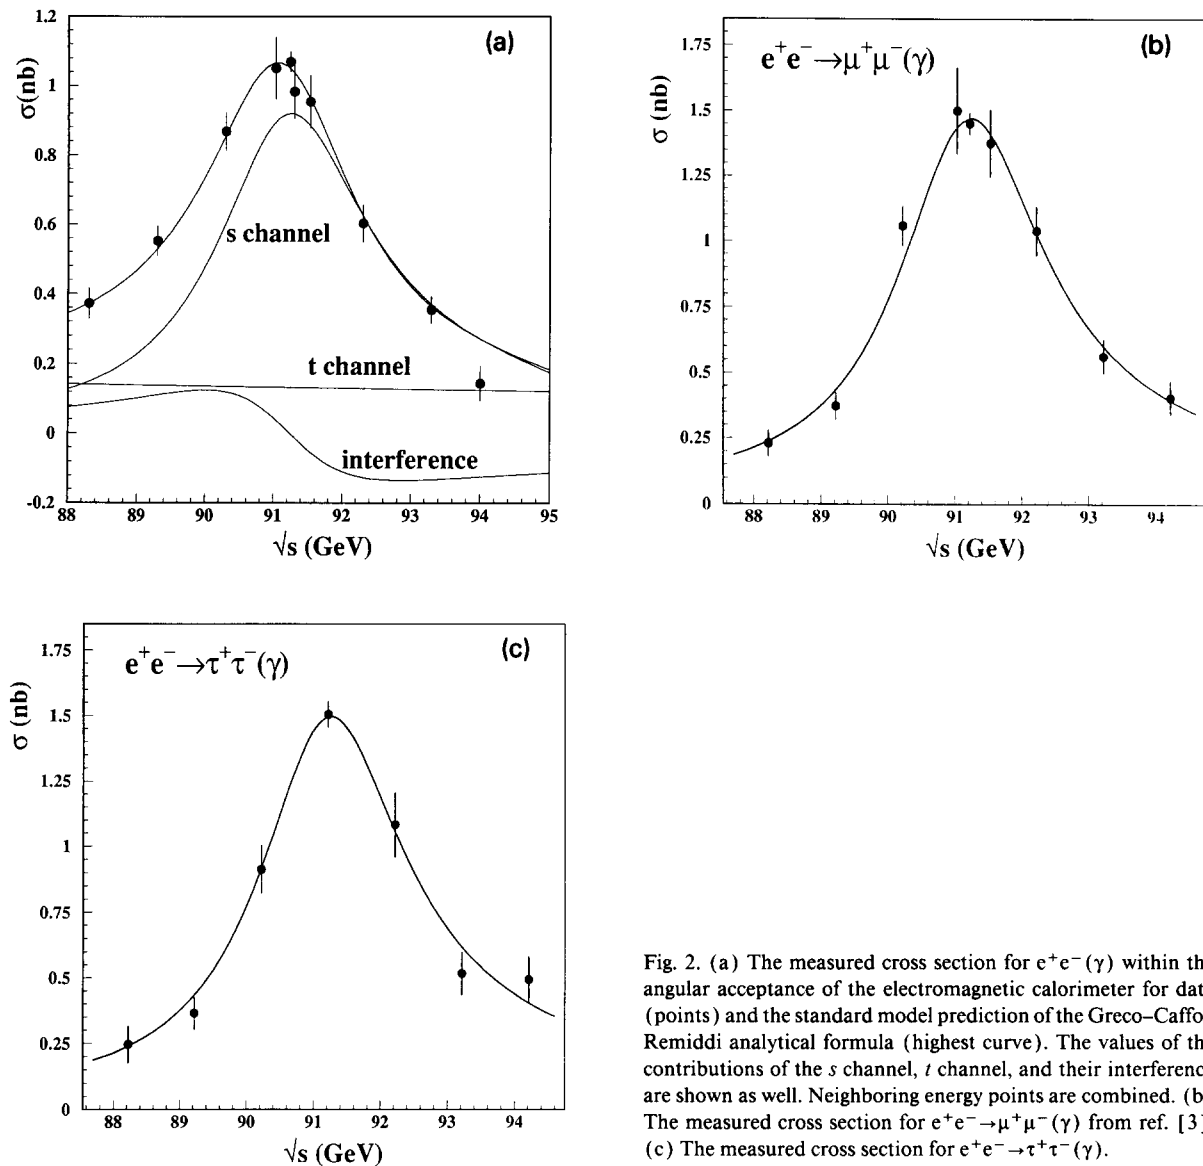 1.2
(a)
1
σ(nb)
0.8
0.6
s channel
0.4
0.2
t channel
0
interference
-0.2
88 89 90 91 92 93 94 95
√s (GeV)
1.75
(b)
e⁺e⁻→μ⁺μ⁻(γ)
1.5
σ (nb)
1.25
1
0.75
0.5
0.25
0
88 89 90 91 92 93 94
√s (GeV)
1.75
(c)
e⁺e⁻→τ⁺τ⁻(γ)
1.5
σ (nb)
1.25
1
0.75
0.5
0.25
0
88 89 90 91 92 93 94
√s (GeV)
Fig. 2. (a) The measured cross section for e⁺e⁻(γ) within th
angular acceptance of the electromagnetic calorimeter for dat
(points) and the standard model prediction of the Greco–Caffo
Remiddi analytical formula (highest curve). The values of th
contributions of the s channel, t channel, and their interferenc
are shown as well. Neighboring energy points are combined. (b
The measured cross section for e⁺e⁻→μ⁺μ⁻(γ) from ref. [3]
(c) The measured cross section for e⁺e⁻→τ⁺τ⁻(γ).